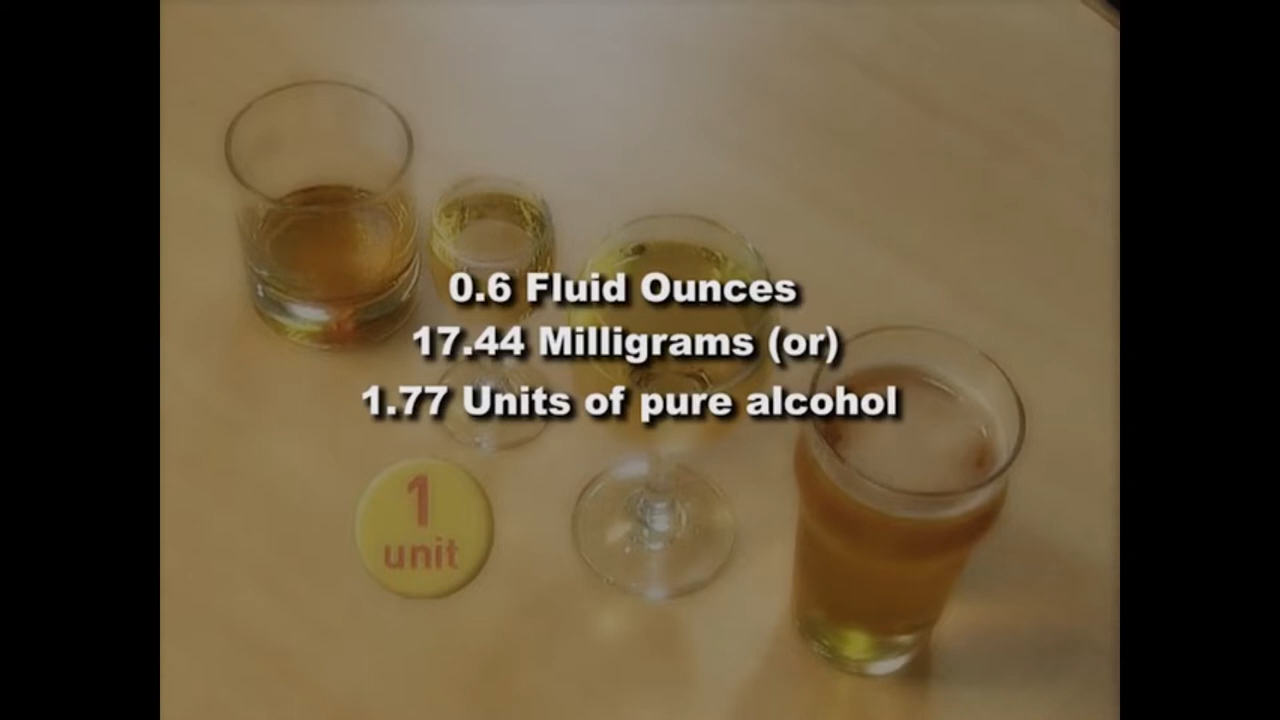 0.6 Fluid Ounces
17.44 Milligrams (or)
1.77 Units of pure alcohol
1
unit